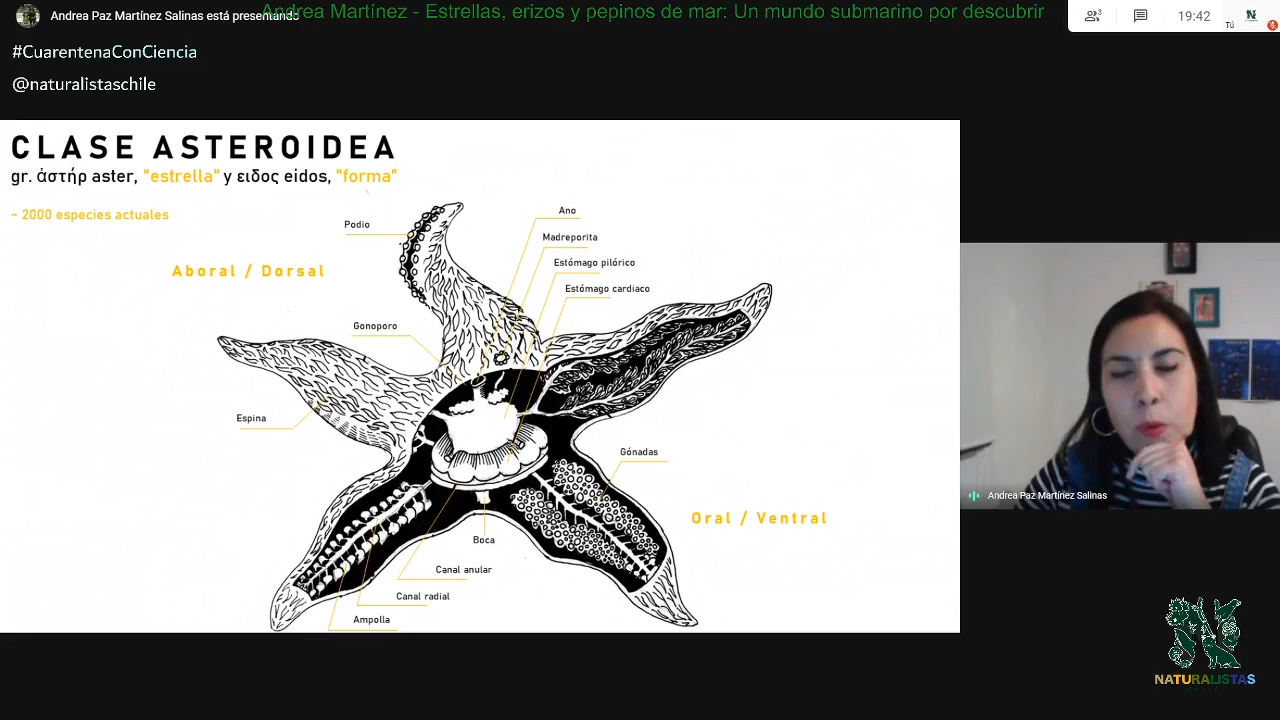 Andrea Paz Martínez Salinas está presentando
Andrea Martínez - Estrellas, erizos y pepinos de mar: Un mundo submarino por descubrir
3
19:42
Tú
#CuarentenaConCiencia
@naturalistaschile
CLASE ASTEROIDEA
gr. ἀστήρ aster, "estrella" y ειδος eidos, "forma"
~ 2000 especies actuales
Ano
Podio
Madreporita
Estómago pilórico
Aboral / Dorsal
Estómago cardiaco
Gonoporo
Espina
Gónadas
Andrea Paz Martínez Salinas
Oral / Ventral
Boca
Canal anular
Canal radial
Ampolla
NATURALISTAS